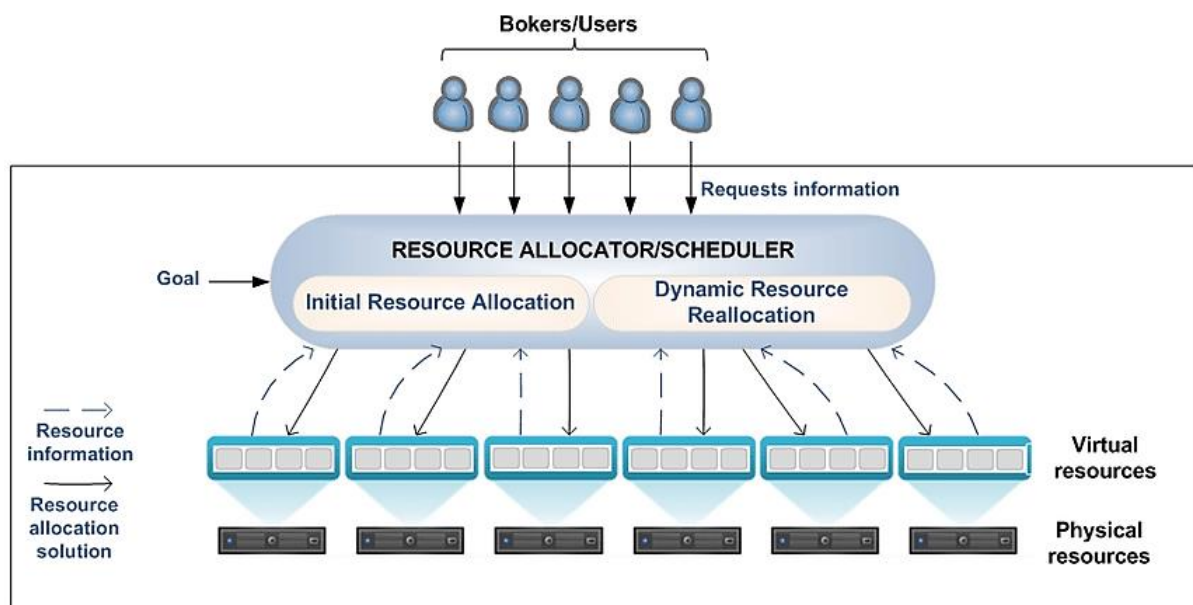 Bokers/Users
Requests information
RESOURCE ALLOCATOR/SCHEDULER
Goal
Initial Resource Allocation
Dynamic Resource
Reallocation
Resource
information
Virtual
resources
Resource
allocation
solution
Physical
resources